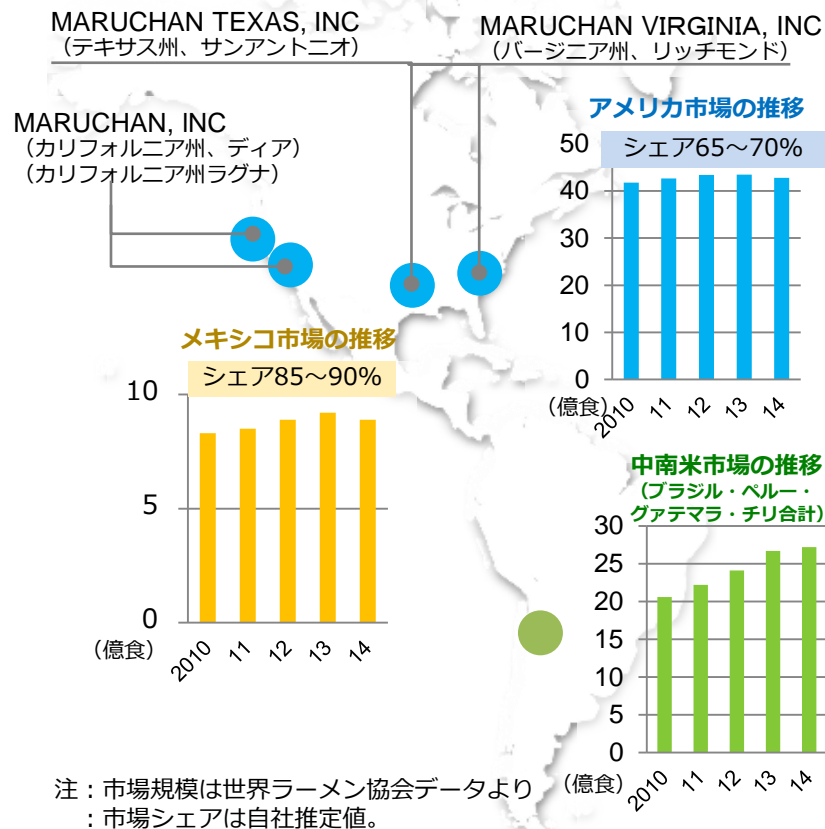 MARUCHAN TEXAS, INC
（テキサス州、サンアントニオ）
MARUCHAN VIRGINIA, INC
（バージニア州、リッチモンド）
MARUCHAN, INC
（カリフォルニア州、ディア）
（カリフォルニア州ラグナ）
アメリカ市場の推移
シェア65～70%
50
40
30
20
10
0
（億食）
2010 11 12 13 14
メキシコ市場の推移
シェア85～90%
10
5
0
（億食）
2010 11 12 13 14
中南米市場の推移
（ブラジル・ペルー・
グァテマラ・チリ合計）
30
25
20
15
10
5
0
（億食）
2010 11 12 13 14
注：市場規模は世界ラーメン協会データより
：市場シェアは自社推定値。